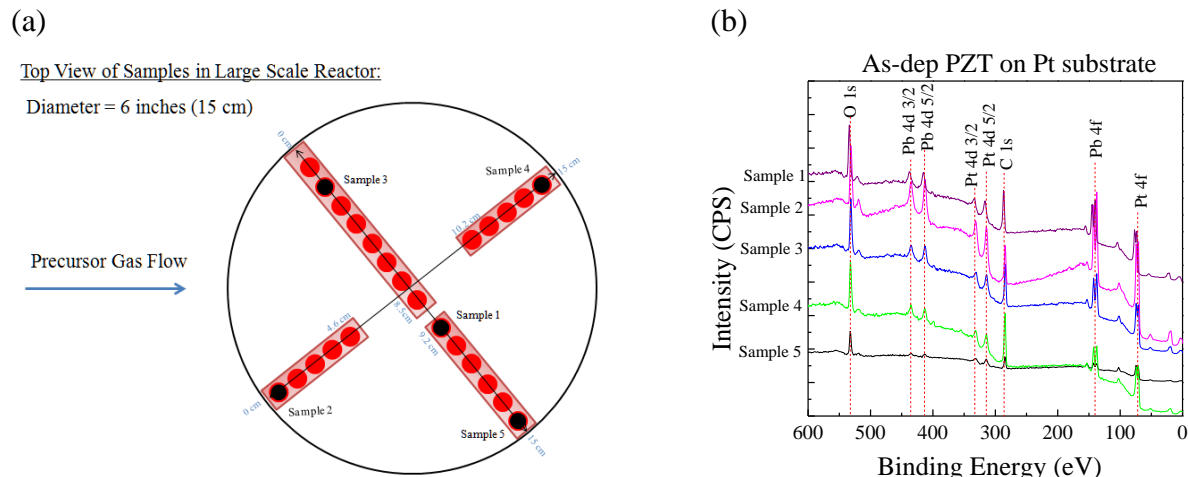 (a)
Top View of Samples in Large Scale Reactor:
Diameter = 6 inches (15 cm)
Precursor Gas Flow
0 cm
Sample 3
Sample 4
15 cm
10.2 cm
8.5cm
Sample 1
9.2 cm
4.6 cm
0 cm
Sample 2
Sample 5
15 cm
(b)
As-dep PZT on Pt substrate
O 1s
Pb 4d 3/2
Pb 4d 5/2
Pt 4d 3/2
Pt 4d 5/2
C 1s
Pb 4f
Pt 4f
Sample 1
Sample 2
Sample 3
Sample 4
Sample 5
Intensity (CPS)
600 500 400 300 200 100 0
Binding Energy (eV)